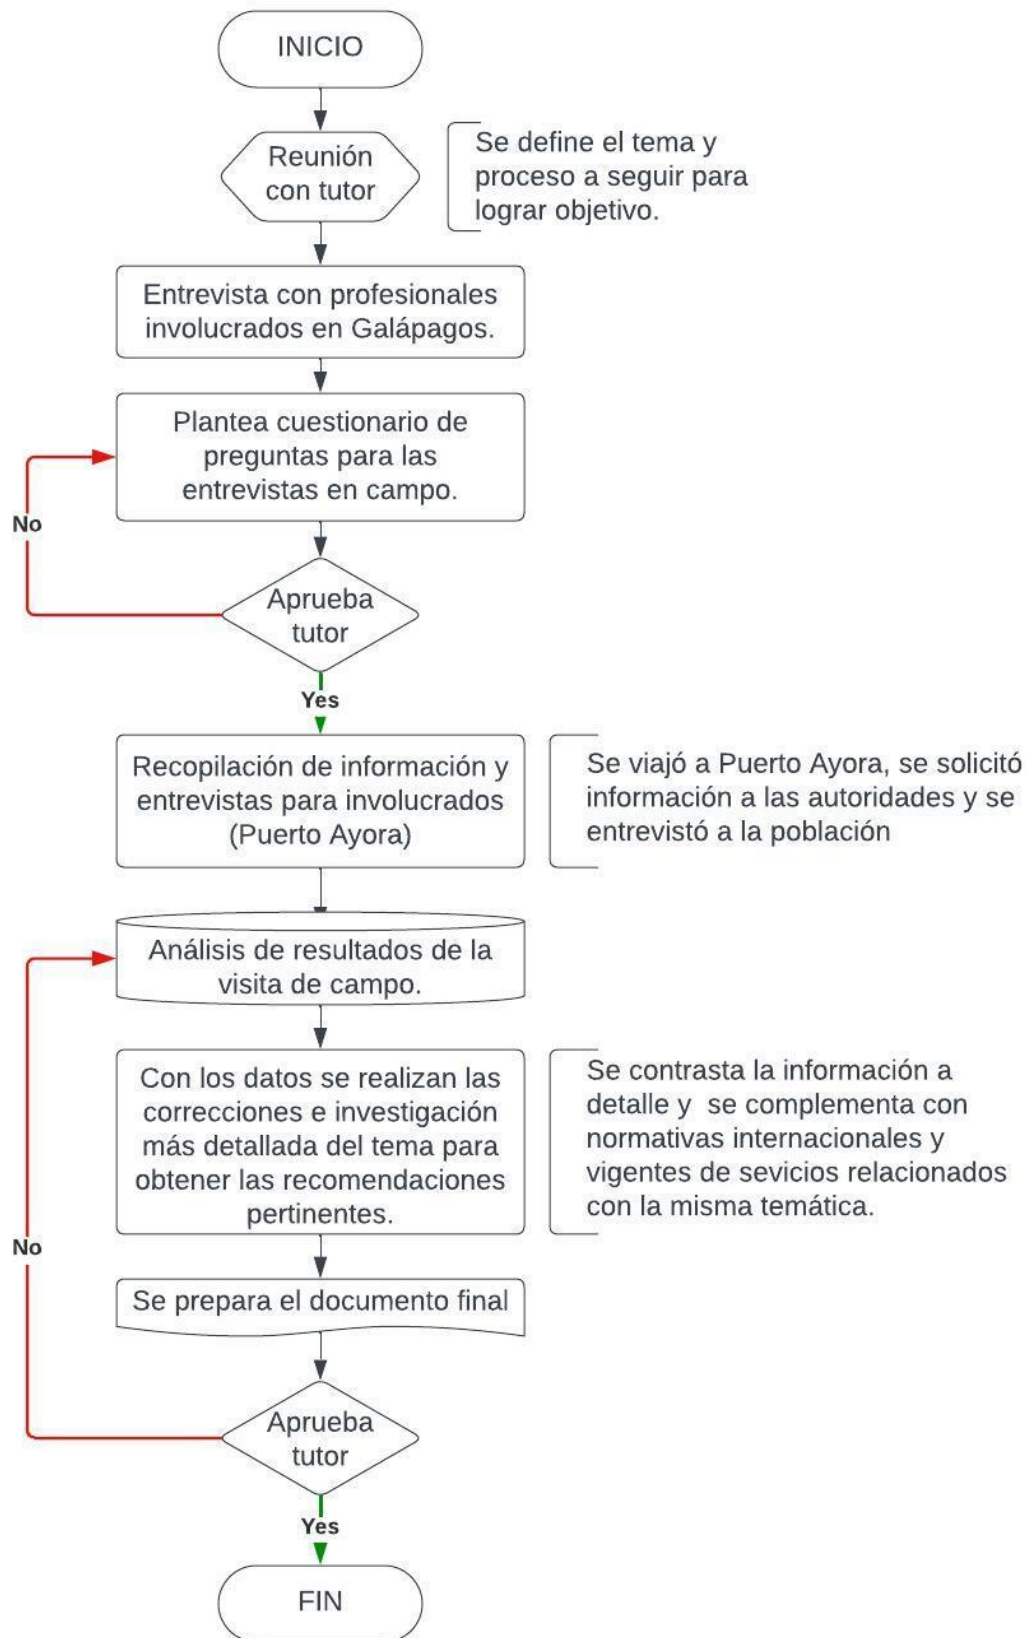 INICIO
Reunión
con tutor
Se define el tema y
proceso a seguir para
lograr objetivo.
Entrevista con profesionales
involucrados en Galápagos.
Plantea cuestionario de
preguntas para las
entrevistas en campo.
No
Aprueba
tutor
Yes
Recopilación de información y
entrevistas para involucrados
(Puerto Ayora)
Se viajó a Puerto Ayora, se solicitó
información a las autoridades y se
entrevistó a la población
Análisis de resultados de la
visita de campo.
Con los datos se realizan las
correcciones e investigación
más detallada del tema para
obtener las recomendaciones
pertinentes.
Se contrasta la información a
detalle y  se complementa con
normativas internacionales y
vigentes de sevicios relacionados
con la misma temática.
No
Se prepara el documento final
Aprueba
tutor
Yes
FIN